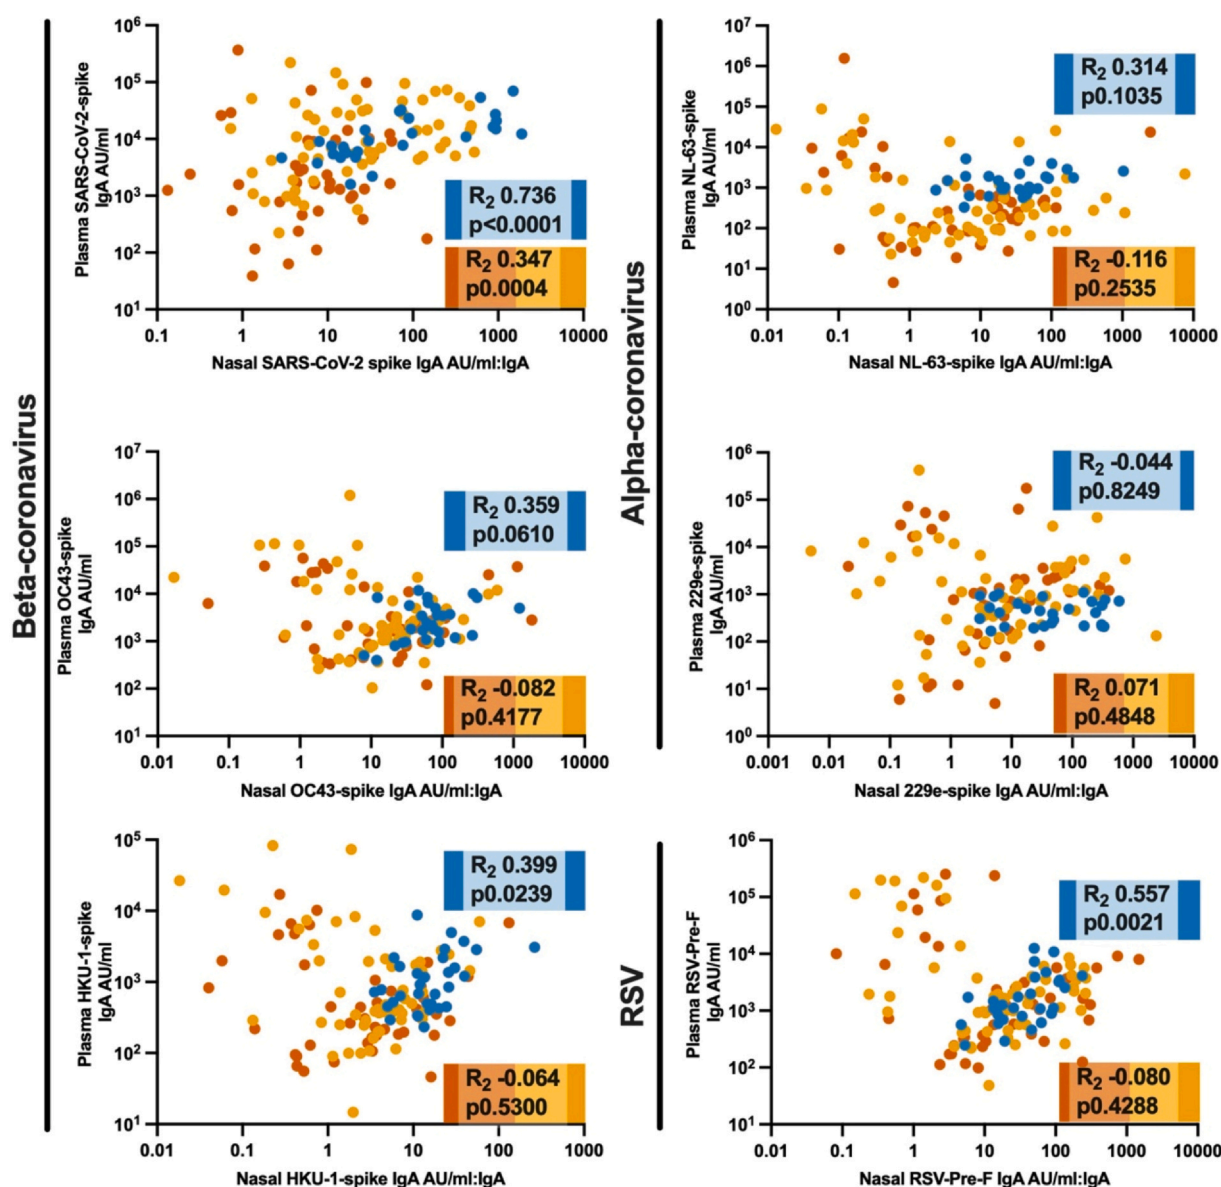 Beta-coronavirus
10⁶
10⁵
10⁴
10³
10²
10¹
Plasma SARS-CoV-2-spike
IgA AU/ml
R₂ 0.736
p<0.0001
R₂ 0.347
p0.0004
0.1 1 10 100 1000 10000
Nasal SARS-CoV-2 spike IgA AU/ml:IgA
10⁷
10⁶
10⁵
10⁴
10³
10²
10¹
Plasma OC43-spike
IgA AU/ml
R₂ 0.359
p0.0610
R₂ -0.082
p0.4177
0.01 0.1 1 10 100 1000 10000
Nasal OC43-spike IgA AU/ml:IgA
10⁵
10⁴
10³
10²
10¹
Plasma HKU-1-spike
IgA AU/ml
R₂ 0.399
p0.0239
R₂ -0.064
p0.5300
0.01 0.1 1 10 100 1000 10000
Nasal HKU-1-spike IgA AU/ml:IgA
Alpha-coronavirus
10⁷
10⁶
10⁵
10⁴
10³
10²
10¹
10⁰
Plasma NL-63-spike
IgA AU/ml
R₂ 0.314
p0.1035
R₂ -0.116
p0.2535
0.01 0.1 1 10 100 1000 10000
Nasal NL-63-spike IgA AU/ml:IgA
10⁶
10⁵
10⁴
10³
10²
10¹
10⁰
Plasma 229e-spike
IgA AU/ml
R₂ -0.044
p0.8249
R₂ 0.071
p0.4848
0.001 0.01 0.1 1 10 100 1000 10000
Nasal 229e-spike IgA AU/ml:IgA
RSV
10⁶
10⁵
10⁴
10³
10²
10¹
Plasma RSV-Pre-F
IgA AU/ml
R₂ 0.557
p0.0021
R₂ -0.080
p0.4288
0.01 0.1 1 10 100 1000 10000
Nasal RSV-Pre-F IgA AU/ml:IgA